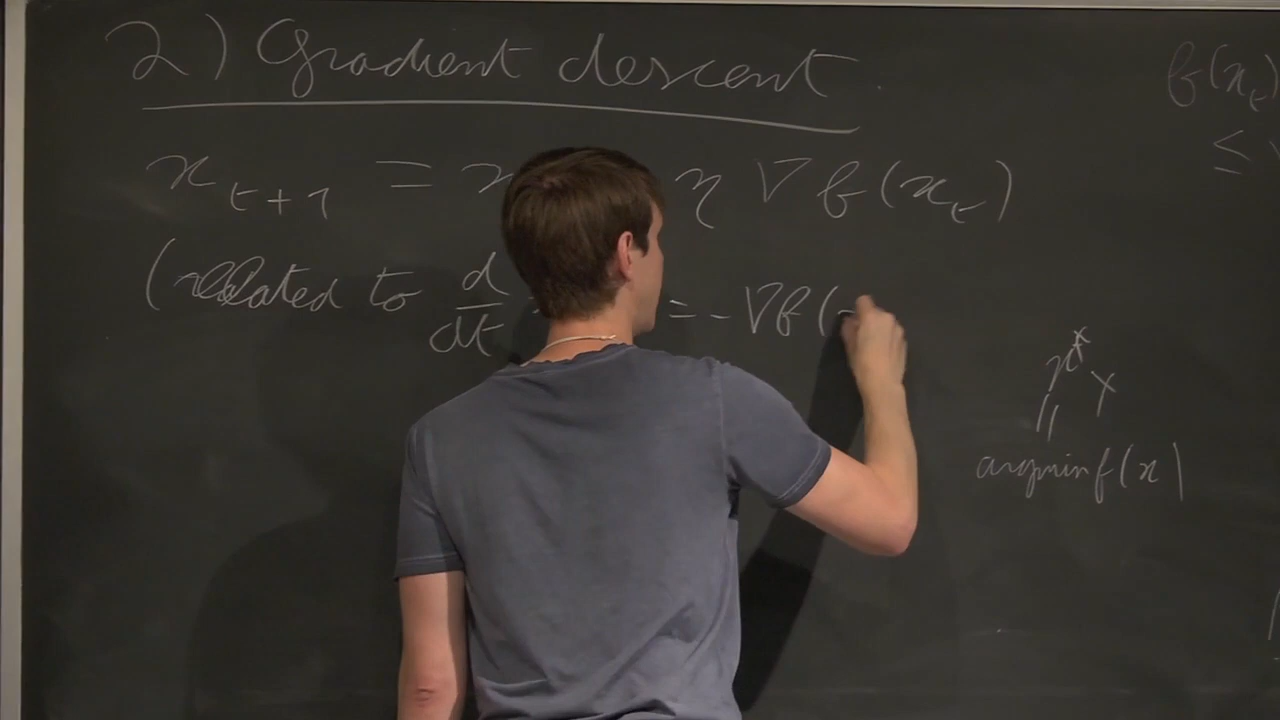 2) Gradient descent.
x_{t+1} = x η ∇f(x_t)
(related to d/dt = - ∇f(
f(x_t)
≤
x*
argmin f(x)